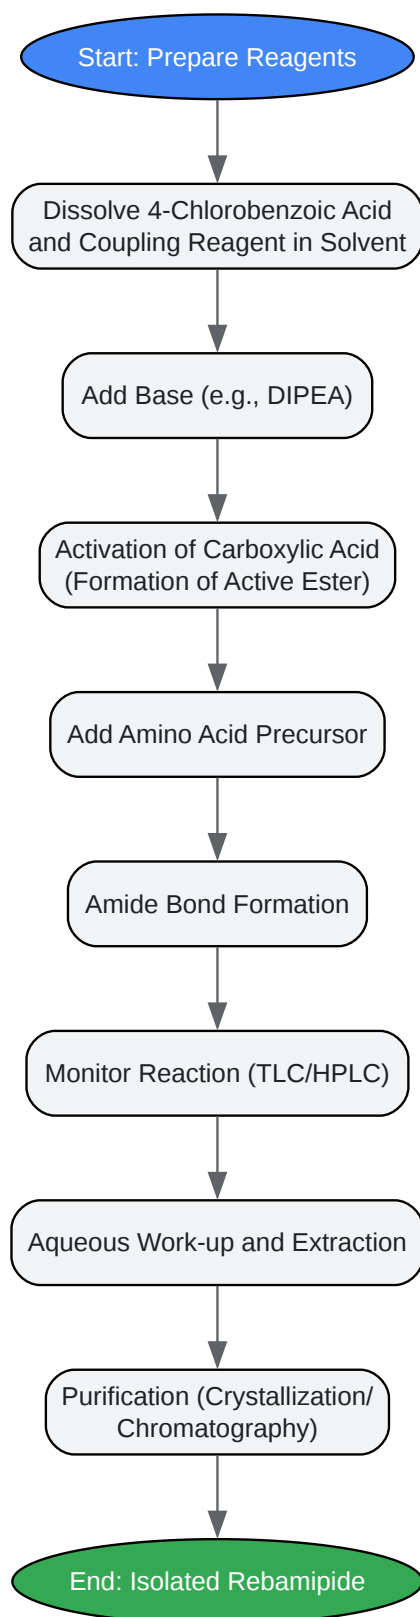 Start: Prepare Reagents
Dissolve 4-Chlorobenzoic Acid
and Coupling Reagent in Solvent
Add Base (e.g., DIPEA)
Activation of Carboxylic Acid
(Formation of Active Ester)
Add Amino Acid Precursor
Amide Bond Formation
Monitor Reaction (TLC/HPLC)
Aqueous Work-up and Extraction
Purification (Crystallization/
Chromatography)
End: Isolated Rebamipide